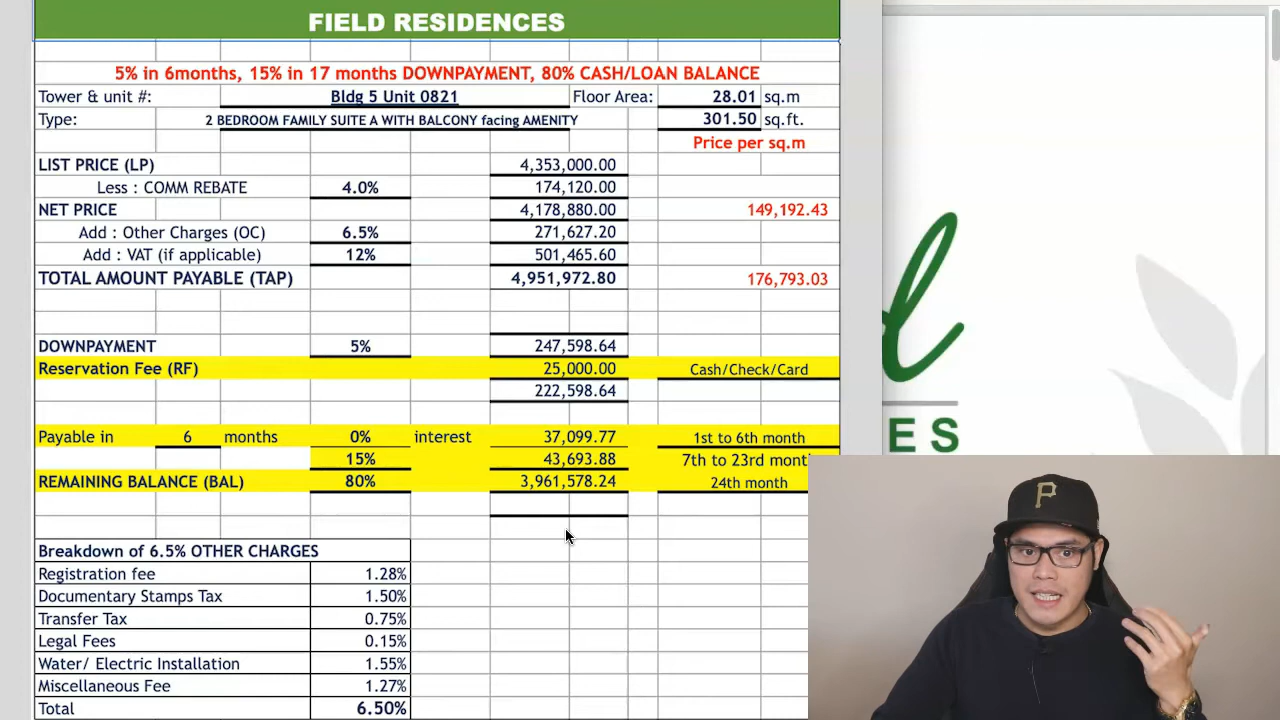 FIELD RESIDENCES
5% in 6months, 15% in 17 months DOWNPAYMENT, 80% CASH/LOAN BALANCE
Tower & unit #: Bldg 5 Unit 0821 Floor Area: 28.01 sq.m
Type: 2 BEDROOM FAMILY SUITE A WITH BALCONY facing AMENITY 301.50 sq.ft.
Price per sq.m
LIST PRICE (LP) 4,353,000.00
Less : COMM REBATE 4.0% 174,120.00
NET PRICE 4,178,880.00 149,192.43
Add : Other Charges (OC) 6.5% 271,627.20
Add : VAT (if applicable) 12% 501,465.60
TOTAL AMOUNT PAYABLE (TAP) 4,951,972.80 176,793.03
DOWNPAYMENT 5% 247,598.64
Reservation Fee (RF) 25,000.00 Cash/Check/Card
222,598.64
Payable in 6 months 0% interest 37,099.77 1st to 6th month
15% 43,693.88 7th to 23rd mont
REMAINING BALANCE (BAL) 80% 3,961,578.24 24th month
Breakdown of 6.5% OTHER CHARGES
Registration fee 1.28%
Documentary Stamps Tax 1.50%
Transfer Tax 0.75%
Legal Fees 0.15%
Water/ Electric Installation 1.55%
Miscellaneous Fee 1.27%
Total 6.50%
d
ES
P